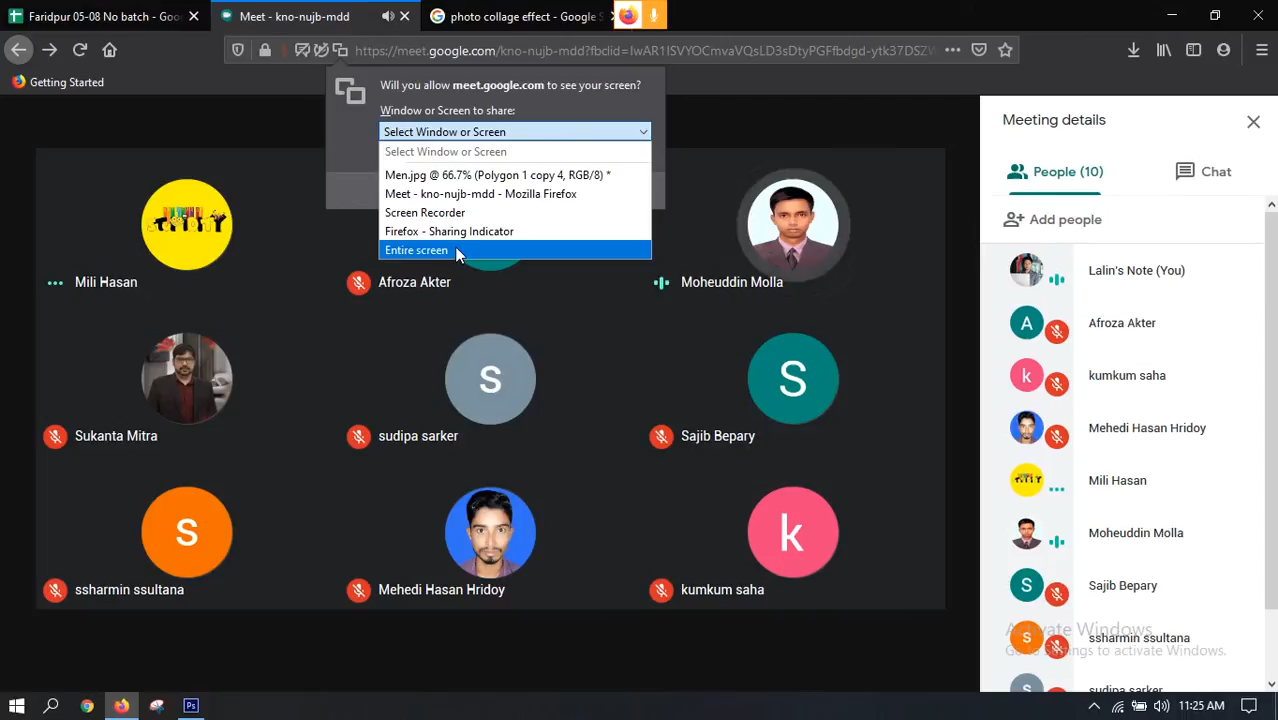 Faridpur 05-08 No batch - Goo
Meet - kno-nujb-mdd
photo collage effect - Google S
https://meet.google.com/kno-nujb-mdd?fbclid=IwAR1ISVYOCmvaVQsLD3sDtyPGFfbdgd-ytk37DSZW
Getting Started
Will you allow meet.google.com to see your screen?
Window or Screen to share:
Select Window or Screen
Select Window or Screen
Men.jpg @ 66.7% (Polygon 1 copy 4, RGB/8) *
Meet - kno-nujb-mdd - Mozilla Firefox
Screen Recorder
Firefox - Sharing Indicator
Entire screen
Mili Hasan
Afroza Akter
Moheuddin Molla
Sukanta Mitra
s
sudipa sarker
S
Sajib Bepary
s
ssharmin ssultana
Mehedi Hasan Hridoy
k
kumkum saha
Meeting details
People (10)
Chat
Add people
Lalin's Note (You)
A
Afroza Akter
k
kumkum saha
Mehedi Hasan Hridoy
Mili Hasan
Moheuddin Molla
S
Sajib Bepary
s
ssharmin ssultana
s
sudipa sarker
Activate Windows
Go to Settings to activate Windows.
Ps
11:25 AM